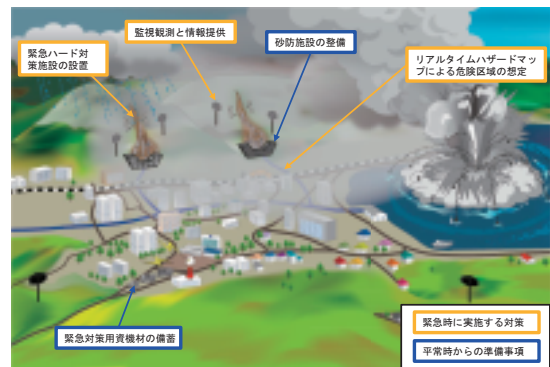 監視観測と情報提供
緊急ハード対
策施設の設置
砂防施設の整備
リアルタイムハザードマッ
プによる危険区域の想定
緊急対策用資機材の備蓄
緊急時に実施する対策
平常時からの準備事項